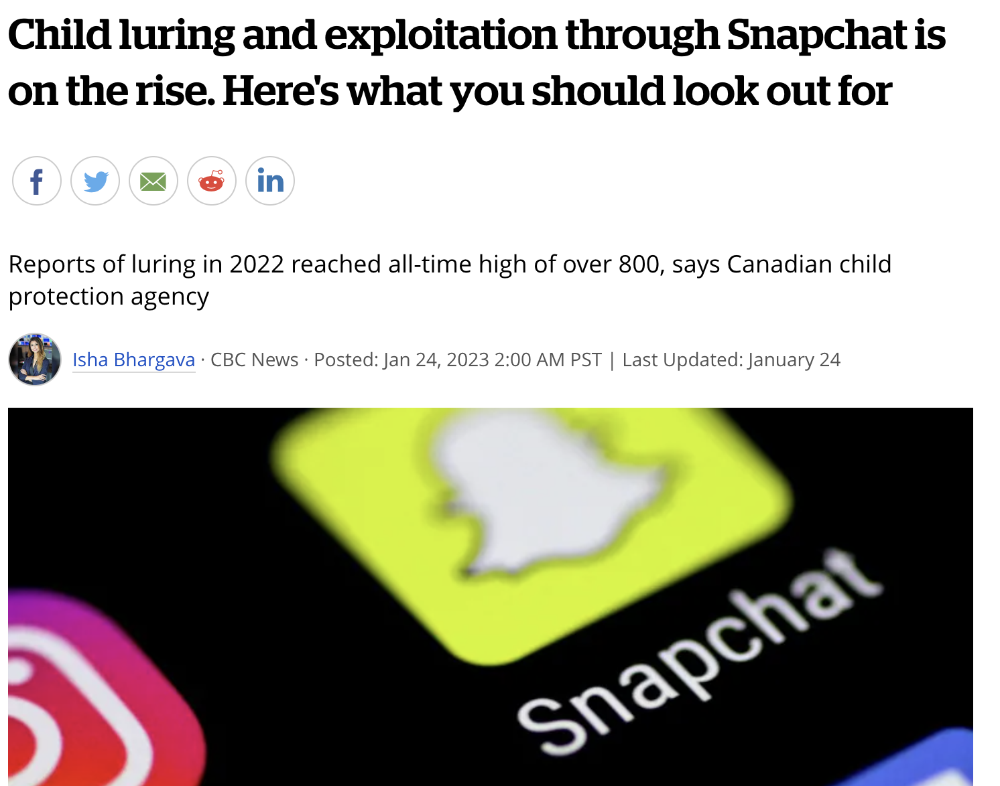 Child luring and exploitation through Snapchat is
on the rise. Here's what you should look out for
Reports of luring in 2022 reached all-time high of over 800, says Canadian child
protection agency
Isha Bhargava · CBC News · Posted: Jan 24, 2023 2:00 AM PST | Last Updated: January 24
Snapchat